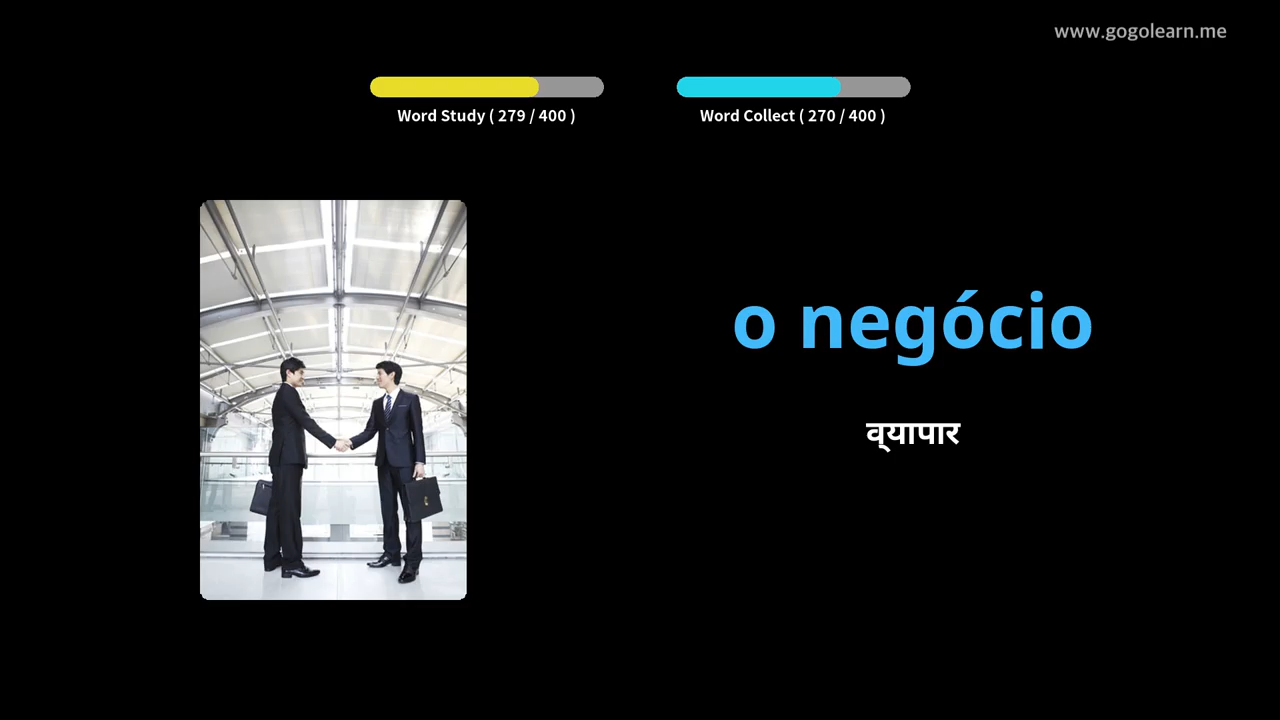 www.gogolearn.me
Word Study ( 279 / 400 )
Word Collect ( 270 / 400 )
o negócio
व्यापार